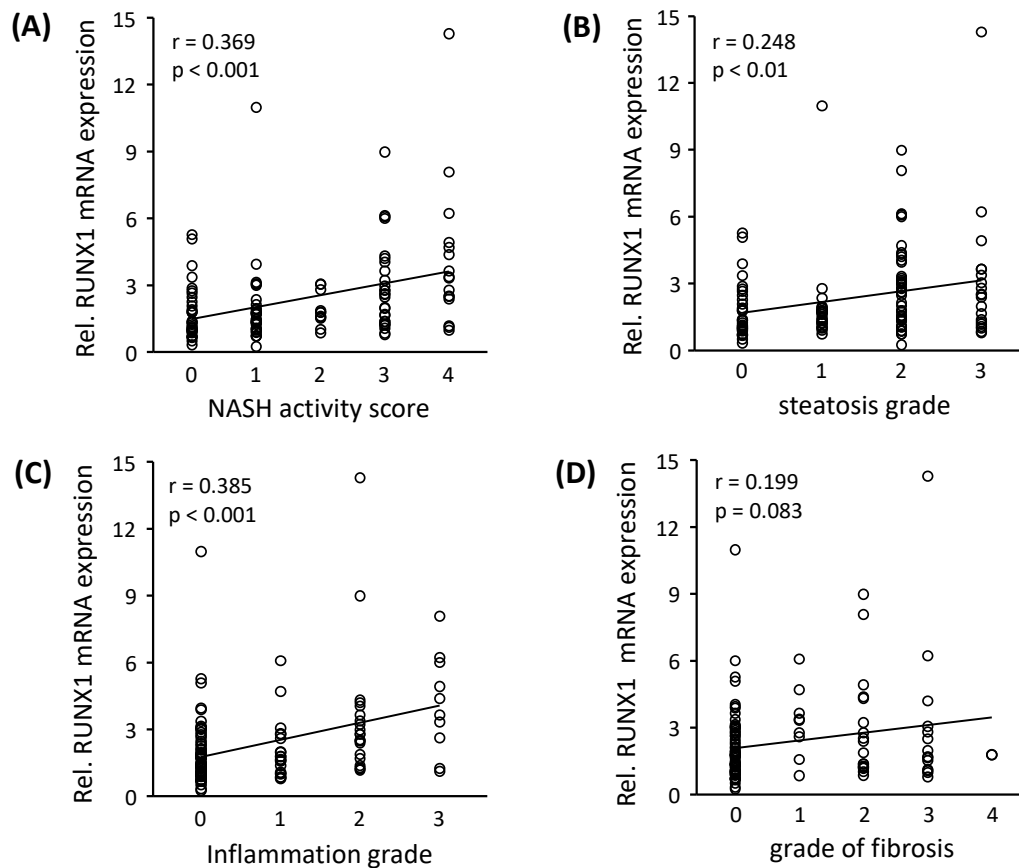 (A)
Rel. RUNX1 mRNA expression
r = 0.369
p < 0.001
15
12
9
6
3
0
0 1 2 3 4
NASH activity score
(B)
Rel. RUNX1 mRNA expression
r = 0.248
p < 0.01
15
12
9
6
3
0
0 1 2 3
steatosis grade
(C)
Rel. RUNX1 mRNA expression
r = 0.385
p < 0.001
15
12
9
6
3
0
0 1 2 3
Inflammation grade
(D)
Rel. RUNX1 mRNA expression
r = 0.199
p = 0.083
15
12
9
6
3
0
0 1 2 3 4
grade of fibrosis